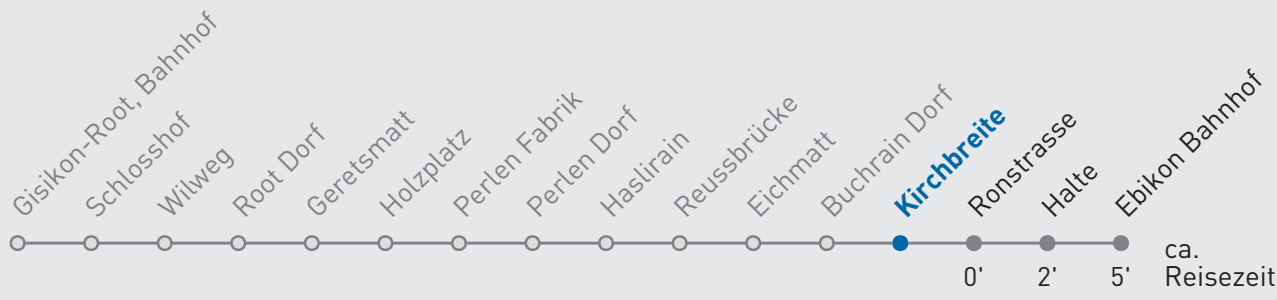 Gisikon-Root, Bahnhof
Schlosshof
Wilweg
Root Dorf
Geretsmatt
Holzplatz
Perlen Fabrik
Perlen Dorf
Haslirain
Reussbrücke
Eichmatt
Buchrain Dorf
Kirchbreite
Ronstrasse
Halte
Ebikon Bahnhof
0' 2' 5' ca.
Reisezeit